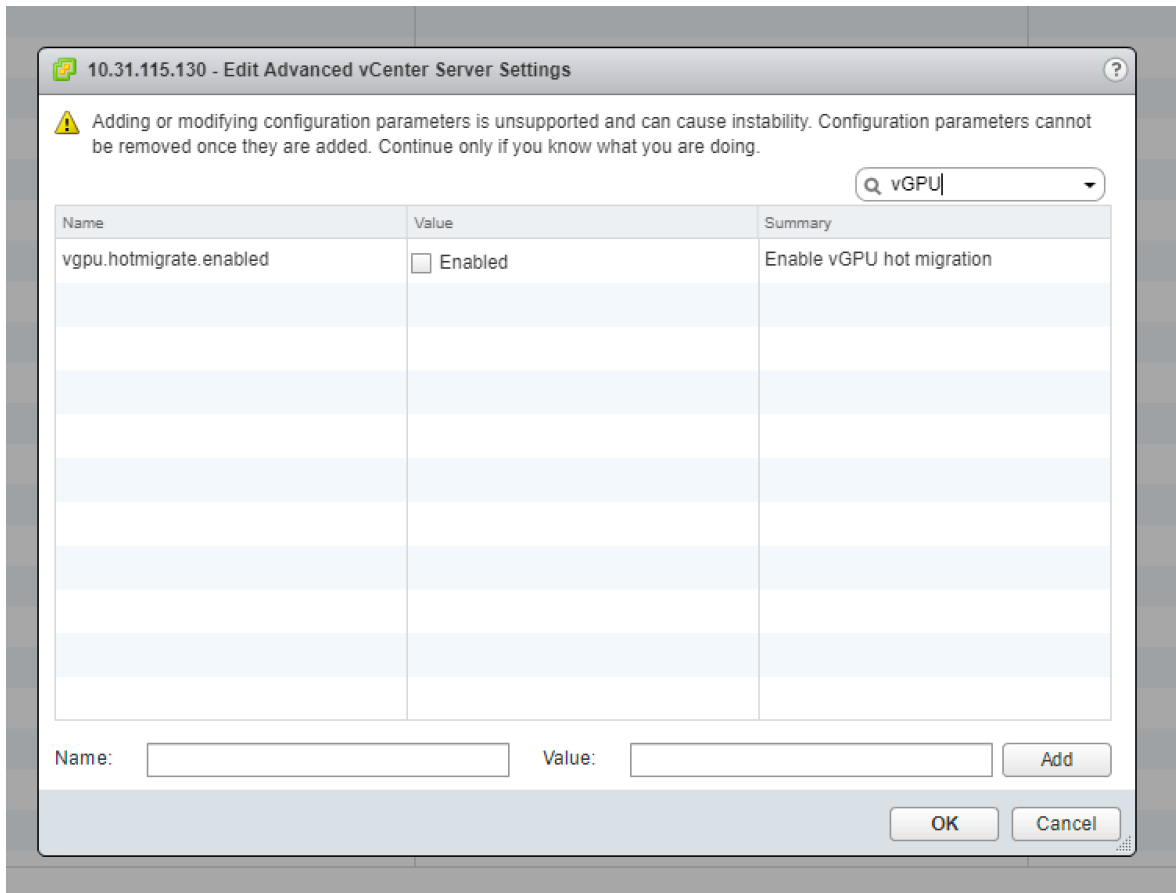 10.31.115.130 - Edit Advanced vCenter Server Settings
?
Adding or modifying configuration parameters is unsupported and can cause instability. Configuration parameters cannot
be removed once they are added. Continue only if you know what you are doing.
vGPU
Name Value Summary
vgpu.hotmigrate.enabled Enabled Enable vGPU hot migration
Name: Value: Add
OK Cancel